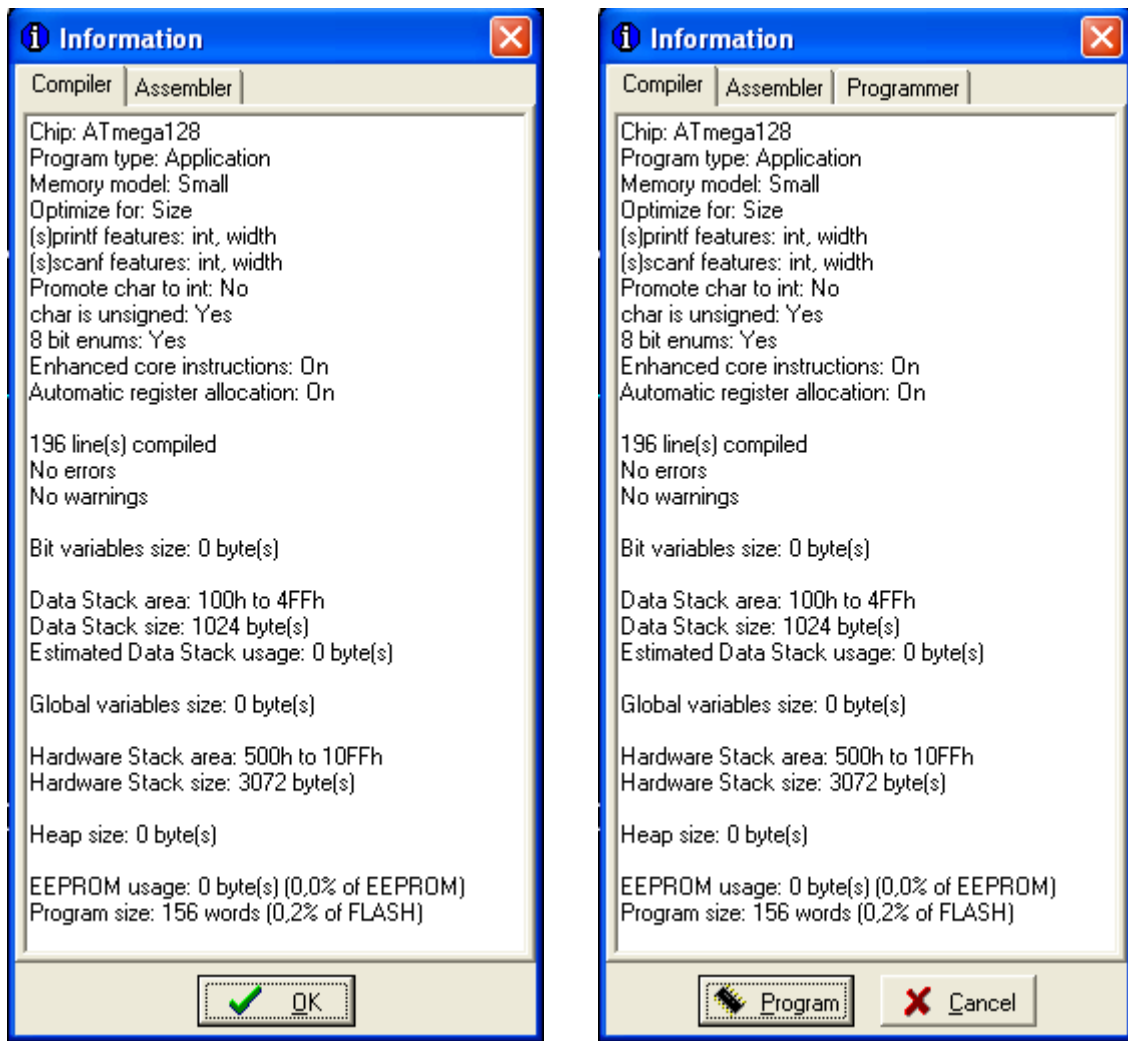 Information
Compiler Assembler
Chip: ATmega128
Program type: Application
Memory model: Small
Optimize for: Size
(s)printf features: int, width
(s)scanf features: int, width
Promote char to int: No
char is unsigned: Yes
8 bit enums: Yes
Enhanced core instructions: On
Automatic register allocation: On
196 line(s) compiled
No errors
No warnings
Bit variables size: 0 byte(s)
Data Stack area: 100h to 4FFh
Data Stack size: 1024 byte(s)
Estimated Data Stack usage: 0 byte(s)
Global variables size: 0 byte(s)
Hardware Stack area: 500h to 10FFh
Hardware Stack size: 3072 byte(s)
Heap size: 0 byte(s)
EEPROM usage: 0 byte(s) (0,0% of EEPROM)
Program size: 156 words (0,2% of FLASH)
OK
Information
Compiler Assembler Programmer
Chip: ATmega128
Program type: Application
Memory model: Small
Optimize for: Size
(s)printf features: int, width
(s)scanf features: int, width
Promote char to int: No
char is unsigned: Yes
8 bit enums: Yes
Enhanced core instructions: On
Automatic register allocation: On
196 line(s) compiled
No errors
No warnings
Bit variables size: 0 byte(s)
Data Stack area: 100h to 4FFh
Data Stack size: 1024 byte(s)
Estimated Data Stack usage: 0 byte(s)
Global variables size: 0 byte(s)
Hardware Stack area: 500h to 10FFh
Hardware Stack size: 3072 byte(s)
Heap size: 0 byte(s)
EEPROM usage: 0 byte(s) (0,0% of EEPROM)
Program size: 156 words (0,2% of FLASH)
Program Cancel